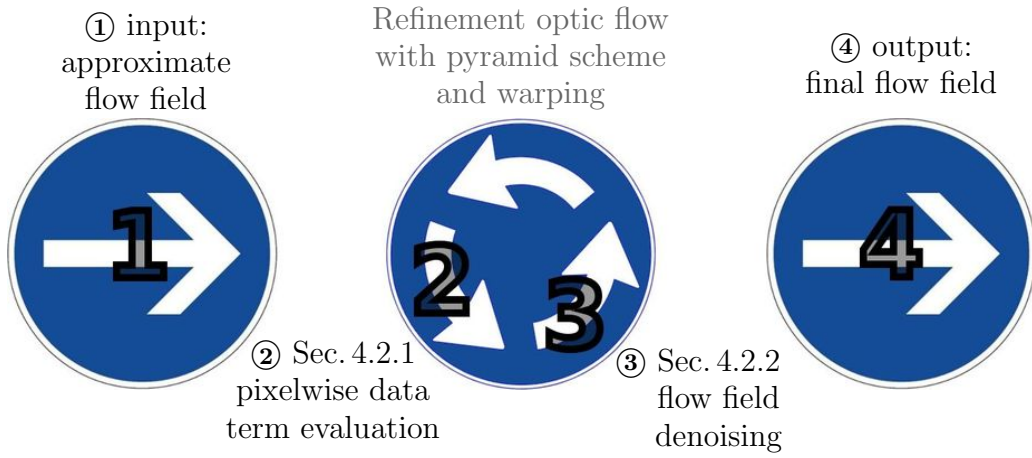 ① input:
approximate
flow field
Refinement optic flow
with pyramid scheme
and warping
④ output:
final flow field
1
2
3
4
② Sec. 4.2.1
pixelwise data
term evaluation
③ Sec. 4.2.2
flow field
denoising